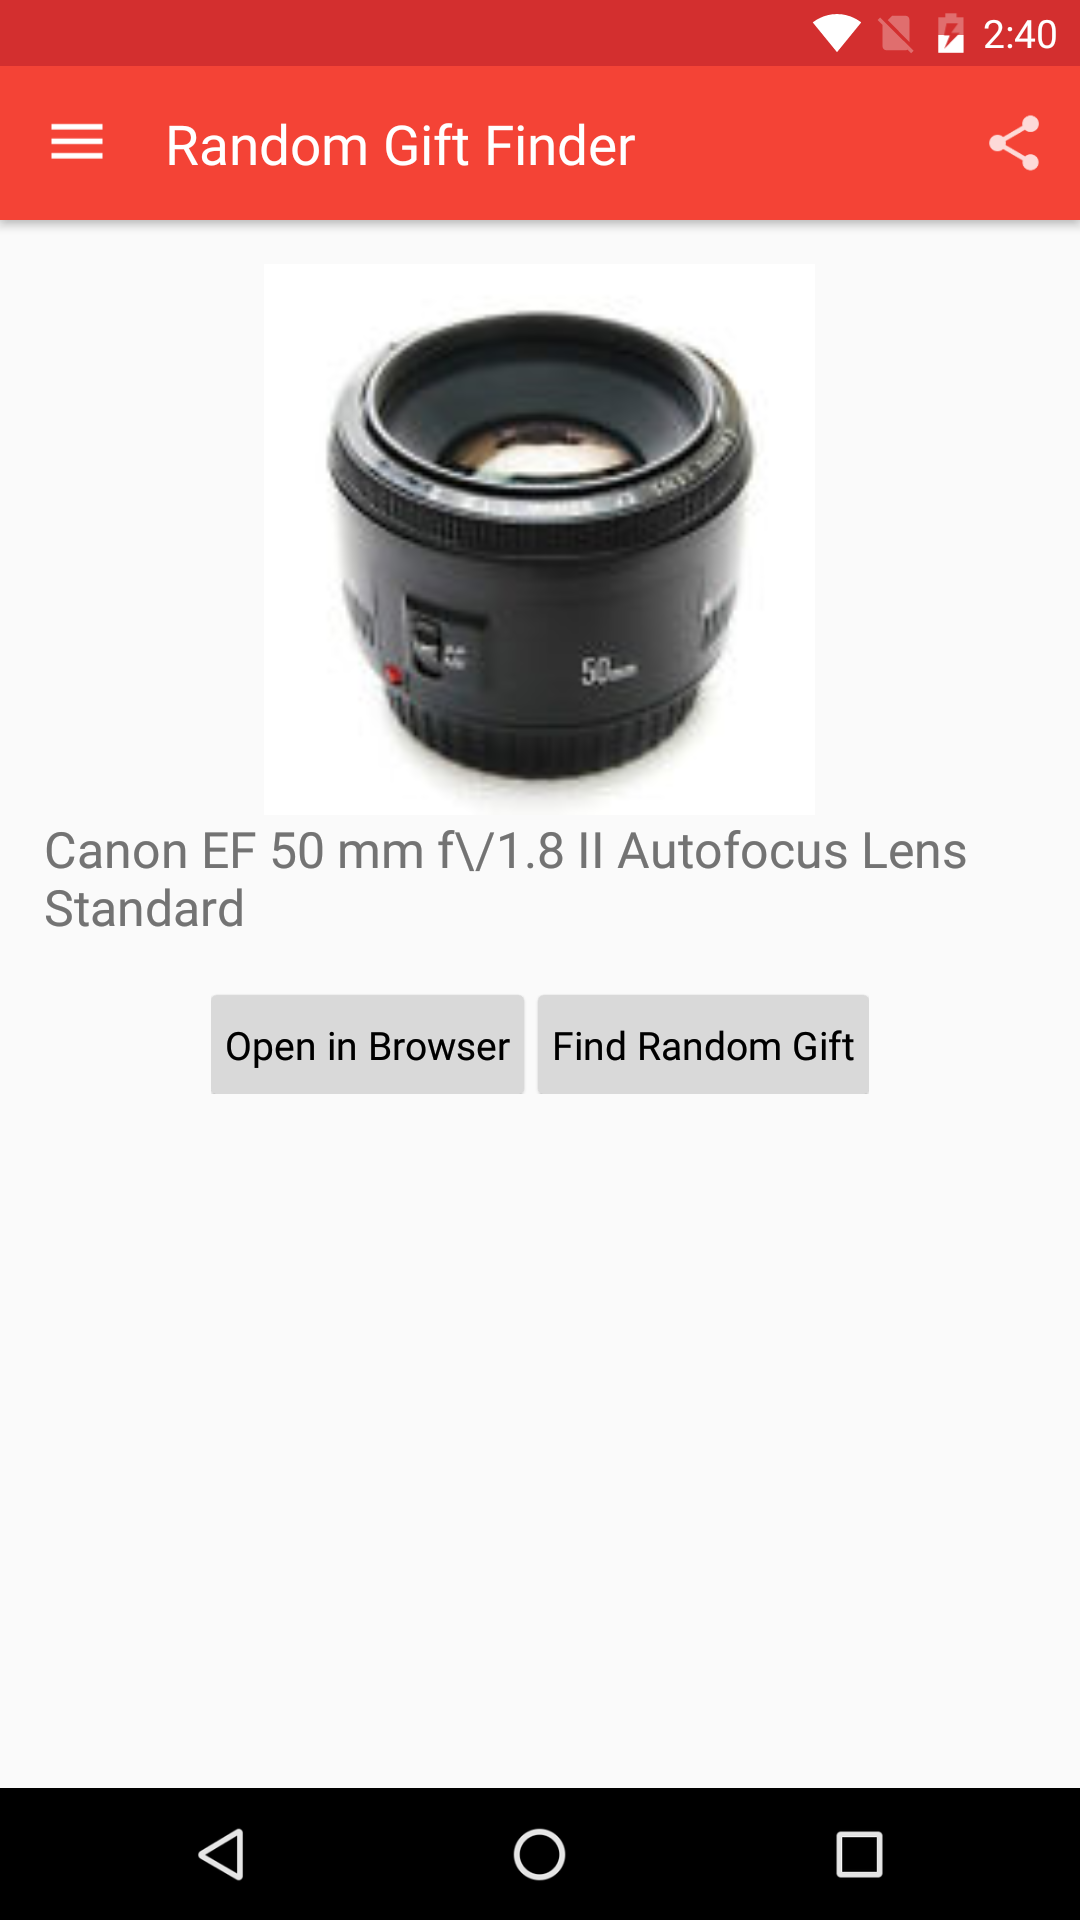 2:40
Random Gift Finder
50mm
Canon EF 50 mm f\/1.8 II Autofocus Lens
Standard
Open in Browser
Find Random Gift